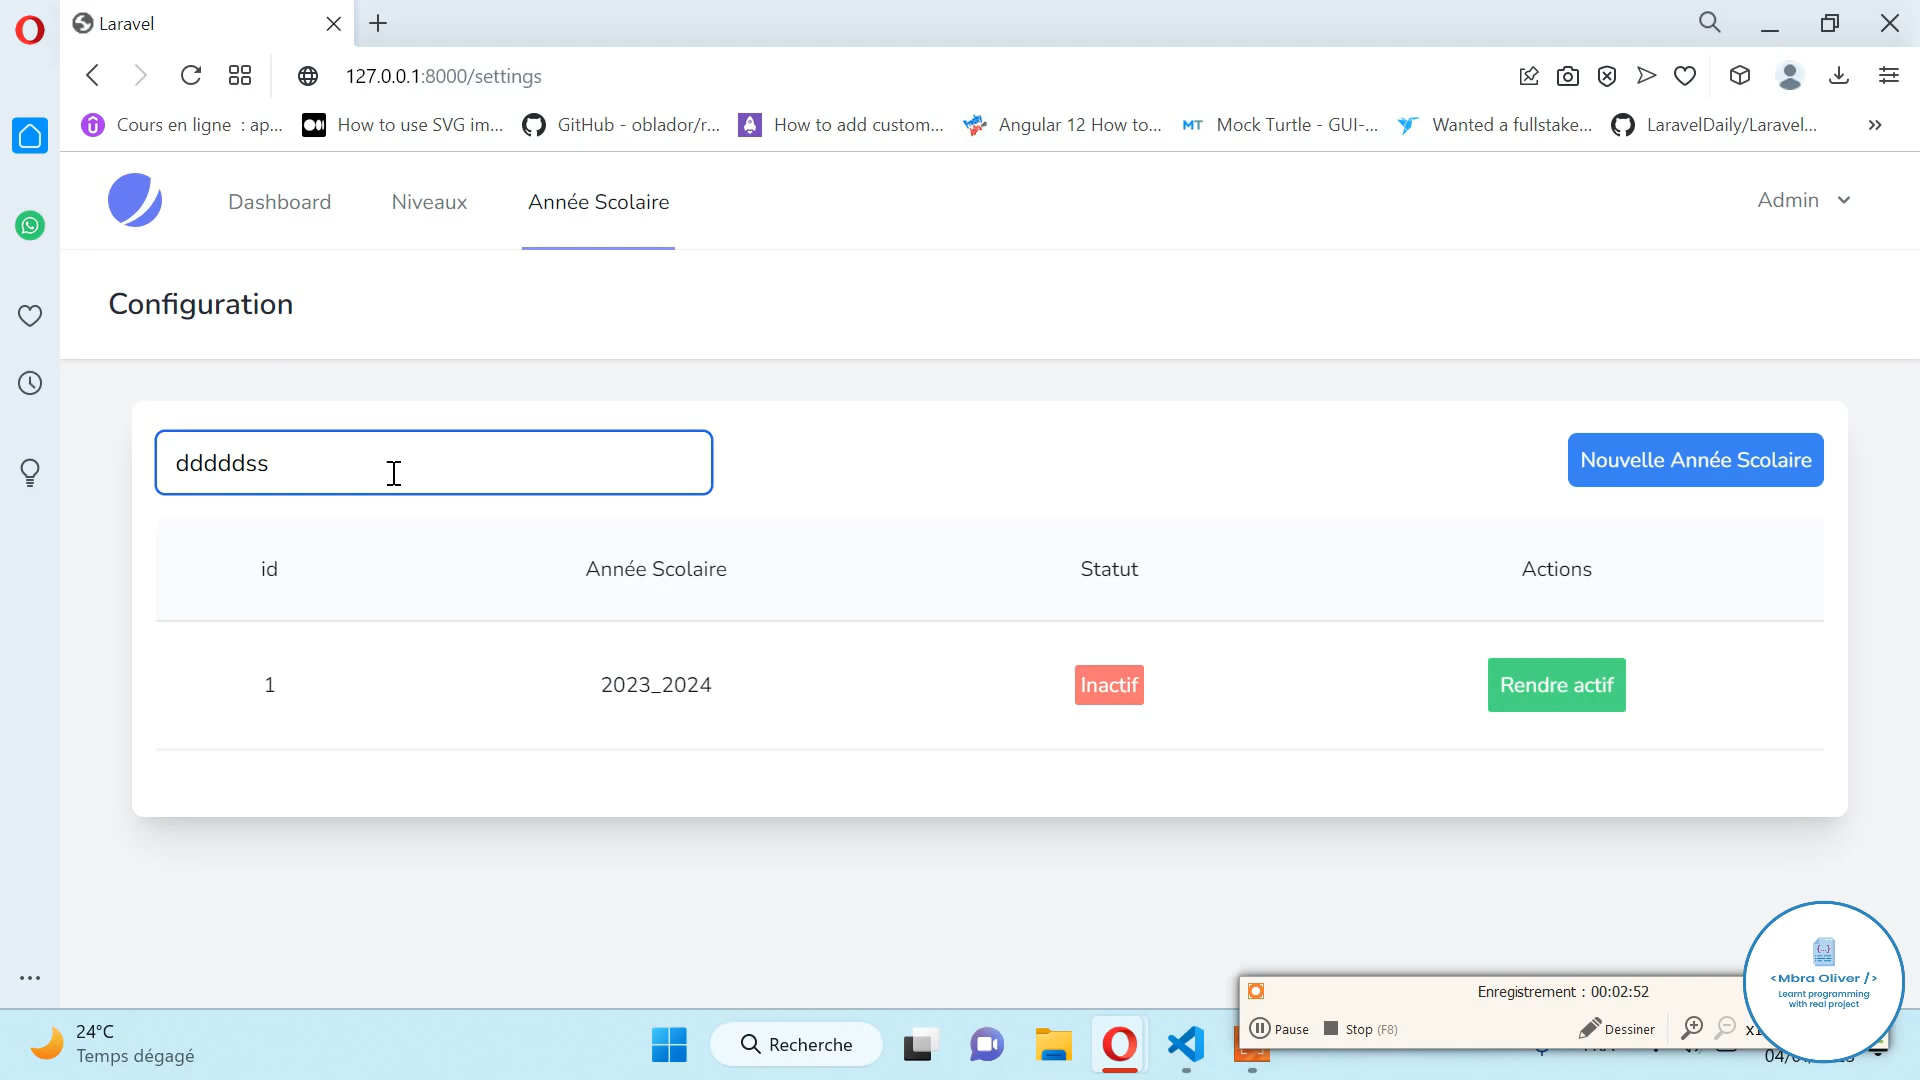 Laravel
127.0.0.1:8000/settings
Cours en ligne : ap...
How to use SVG im...
GitHub - oblador/r...
How to add custom...
Angular 12 How to...
MT Mock Turtle - GUI-...
Wanted a fullstake...
LaravelDaily/Laravel...
Dashboard
Niveaux
Année Scolaire
Admin
Configuration
dddddss
Nouvelle Année Scolaire
id
Année Scolaire
Statut
Actions
1
2023_2024
Inactif
Rendre actif
{...}
<Mbra Oliver />
Learnt programming
with real project
Enregistrement : 00:02:52
Pause
Stop (F8)
Dessiner
24°C
Temps dégagé
Recherche